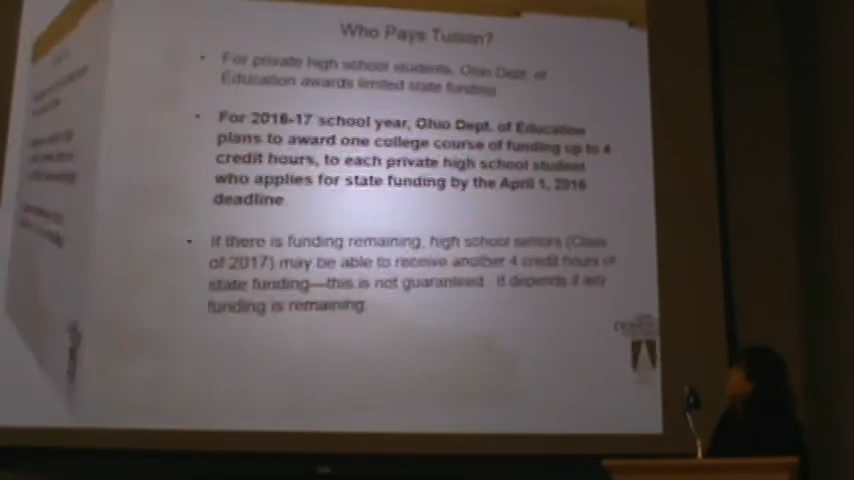 Who Pays Tuition?
• For private high school students, Ohio Dept. of
Education awards limited state funding
• For 2016-17 school year, Ohio Dept. of Education
plans to award one college course of funding up to 4
credit hours, to each private high school student
who applies for state funding by the April 1, 2016
deadline
• If there is funding remaining, high school seniors (Class
of 2017) may be able to receive another 4 credit hours of
state funding—this is not guaranteed. It depends if any
funding is remaining.